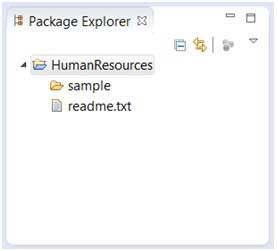 Package Explorer
HumanResources
sample
readme.txt